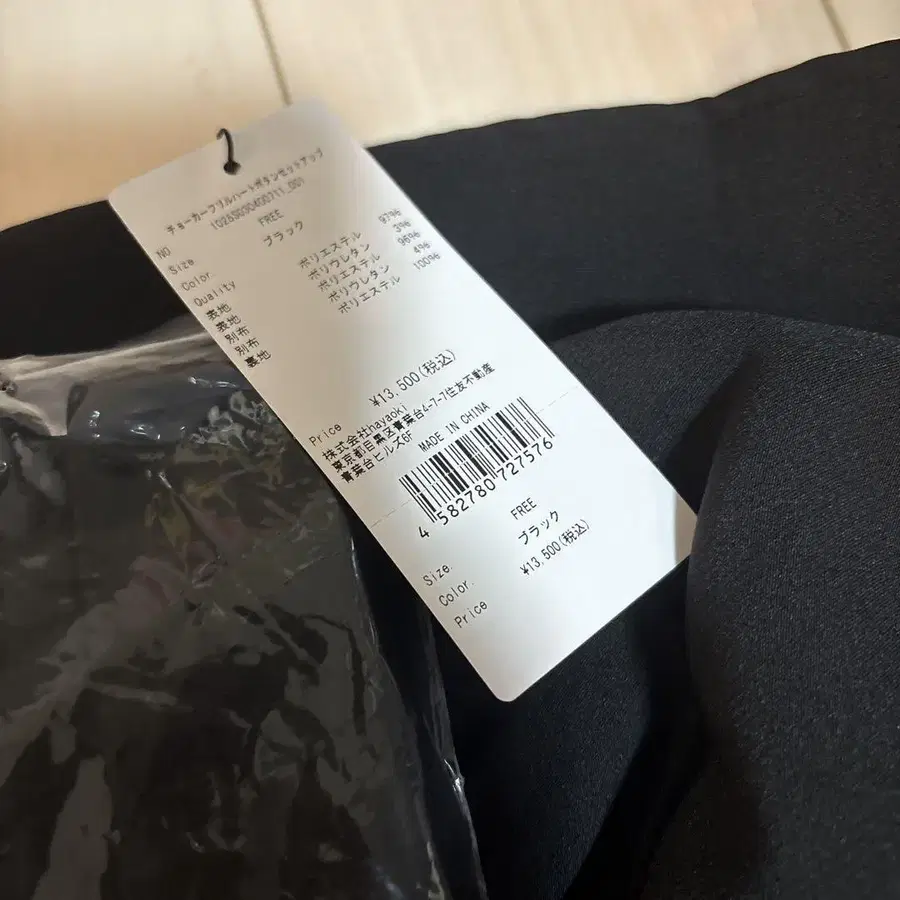 チョーカーフリルハートボタンセットアップ
NO 1028S090400711_001
Size FREE
Color. ブラック
Quality
表地 ポリエステル 97%
表地 ポリウレタン 3%
別布 ポリエステル 96%
別布 ポリウレタン 4%
裏地 ポリエステル 100%
Price ¥13,500(税込)
株式会社hayaoki
東京都目黒区青葉台4-7-7住友不動産
青葉台ヒルズ6F
MADE IN CHINA
4 582780 727576
Size. FREE
Color. ブラック
Price ¥13,500(税込)